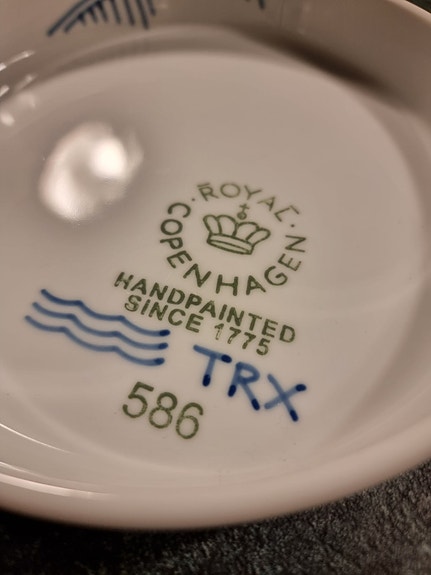 ROYAL
COPENHAGEN
HANDPAINTED
SINCE 1775
TRX
586